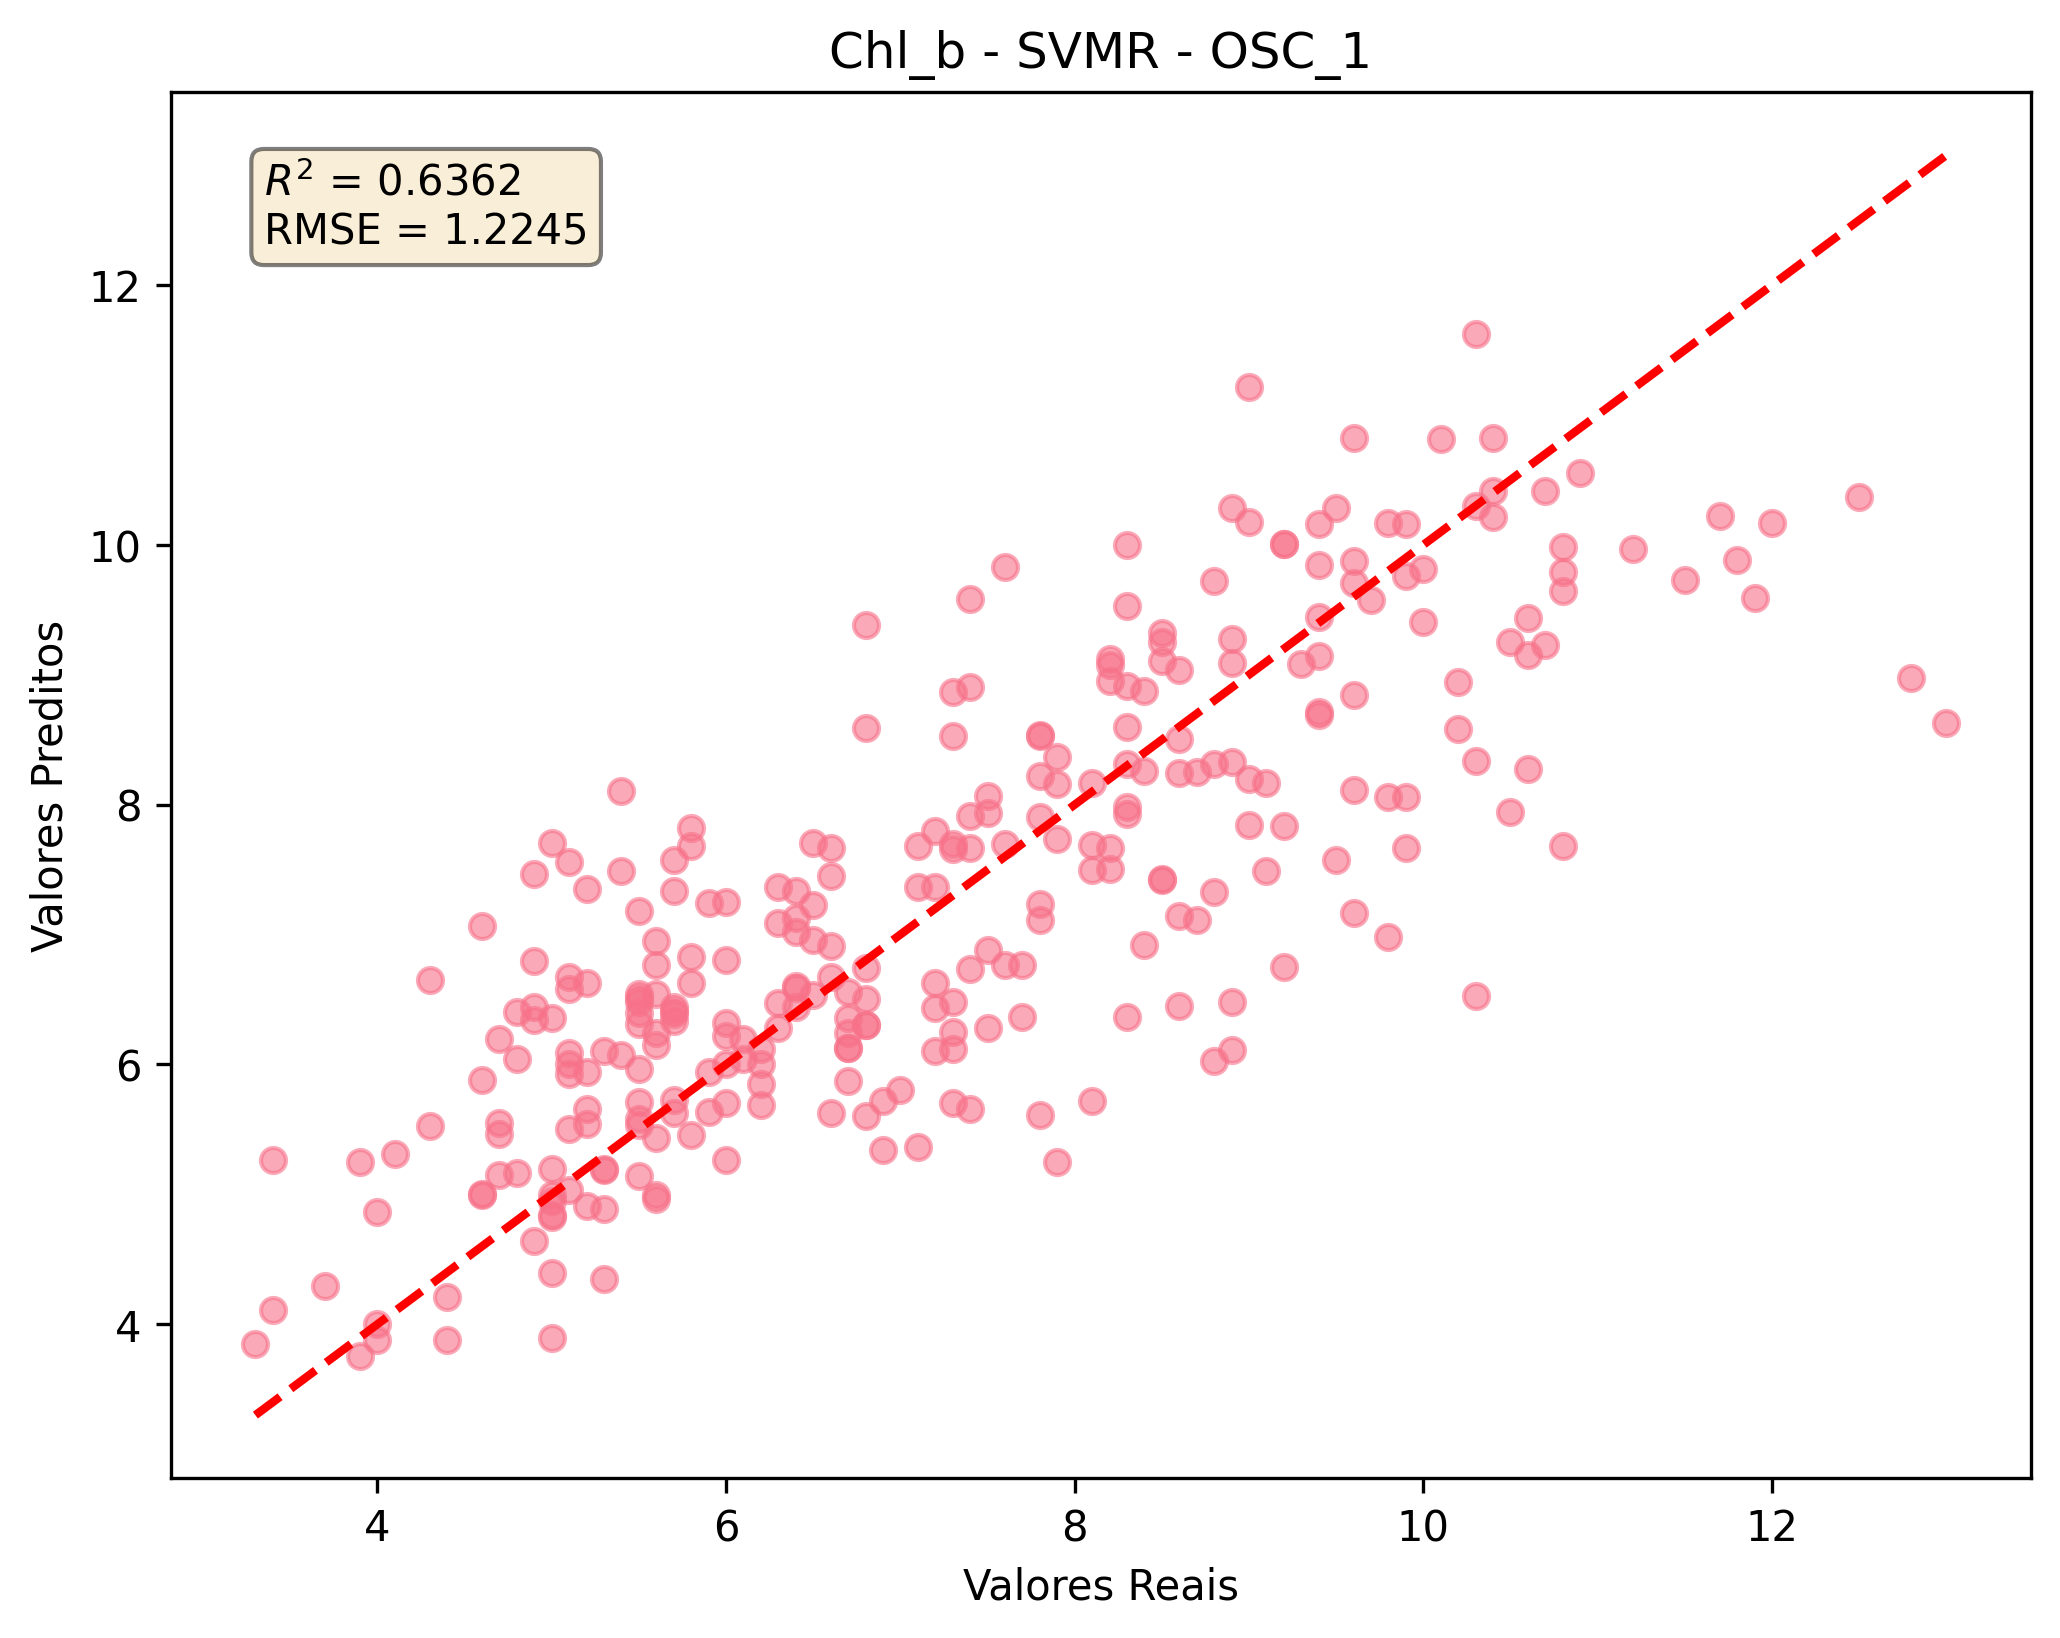 Chl_b - SVMR - OSC_1
R² = 0.6362
RMSE = 1.2245
Valores Preditos
12
10
8
6
4
4 6 8 10 12
Valores Reais